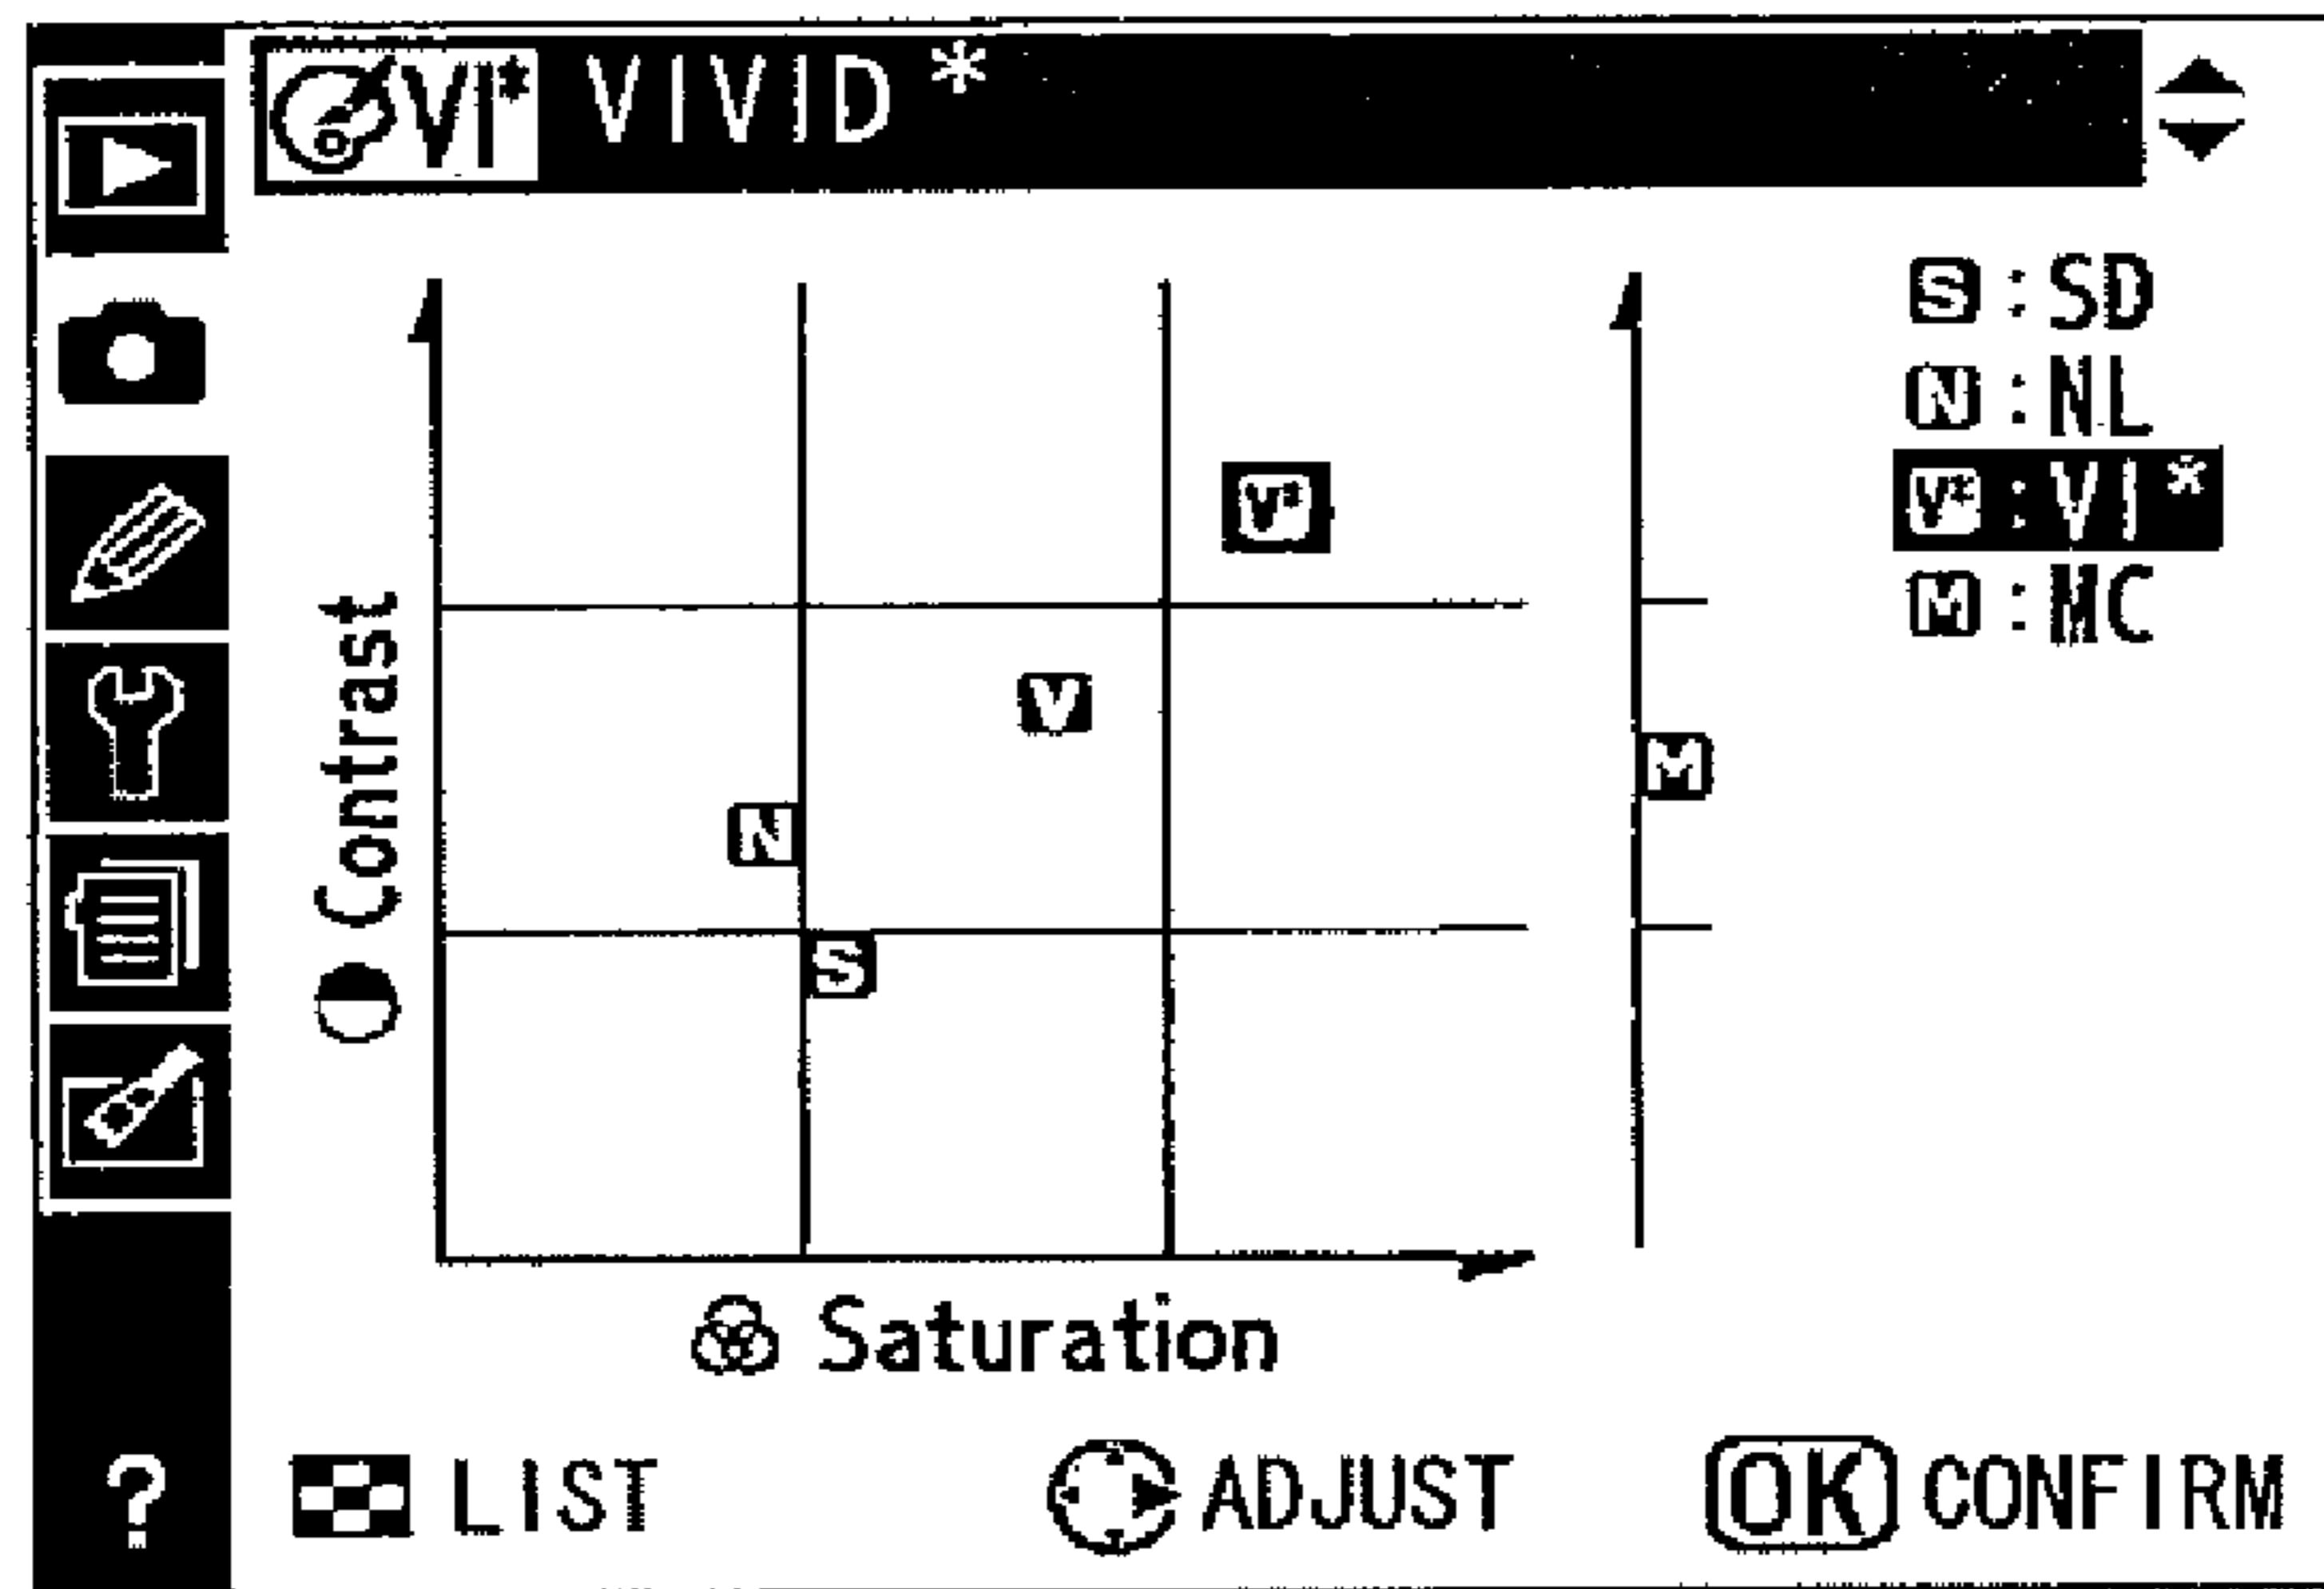 VI* VIVID*
S:SD
N:NL
V*:VI*
M:MC
V*
V
N
S
M
Contrast
Saturation
? LIST ADJUST OK CONFIRM